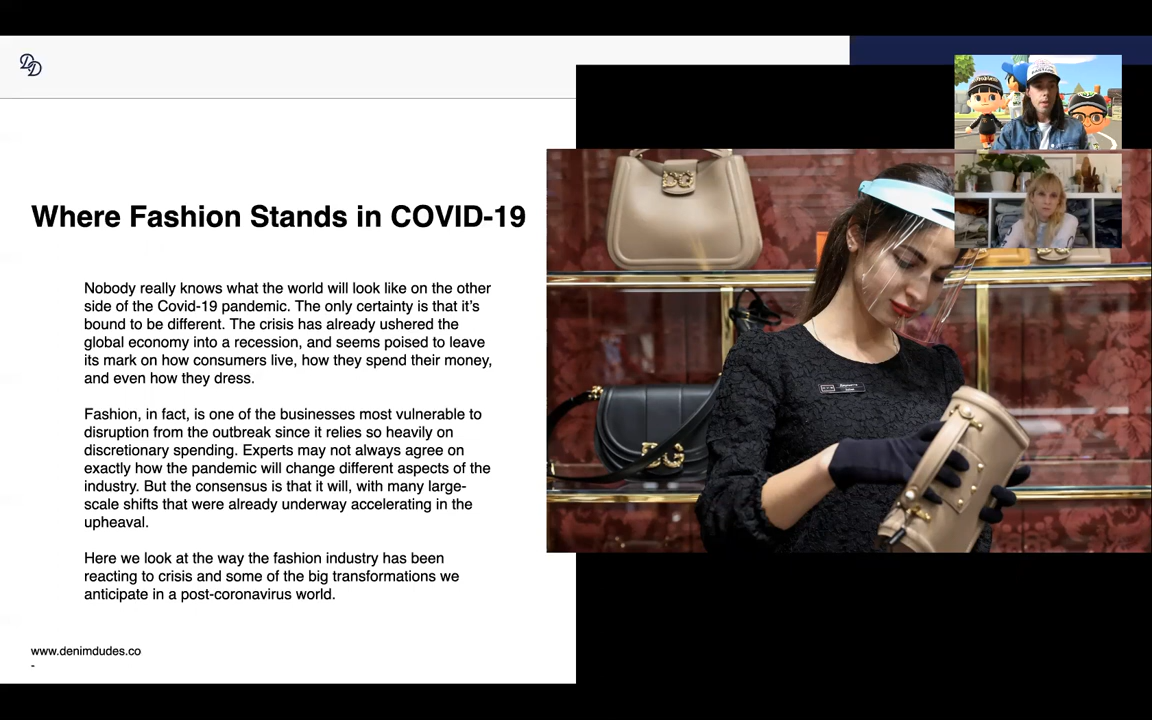 DD
Where Fashion Stands in COVID-19
Nobody really knows what the world will look like on the other
side of the Covid-19 pandemic. The only certainty is that it's
bound to be different. The crisis has already ushered the
global economy into a recession, and seems poised to leave
its mark on how consumers live, how they spend their money,
and even how they dress.
Fashion, in fact, is one of the businesses most vulnerable to
disruption from the outbreak since it relies so heavily on
discretionary spending. Experts may not always agree on
exactly how the pandemic will change different aspects of the
industry. But the consensus is that it will, with many large-
scale shifts that were already underway accelerating in the
upheaval.
Here we look at the way the fashion industry has been
reacting to crisis and some of the big transformations we
anticipate in a post-coronavirus world.
www.denimdudes.co
-
DG
DG